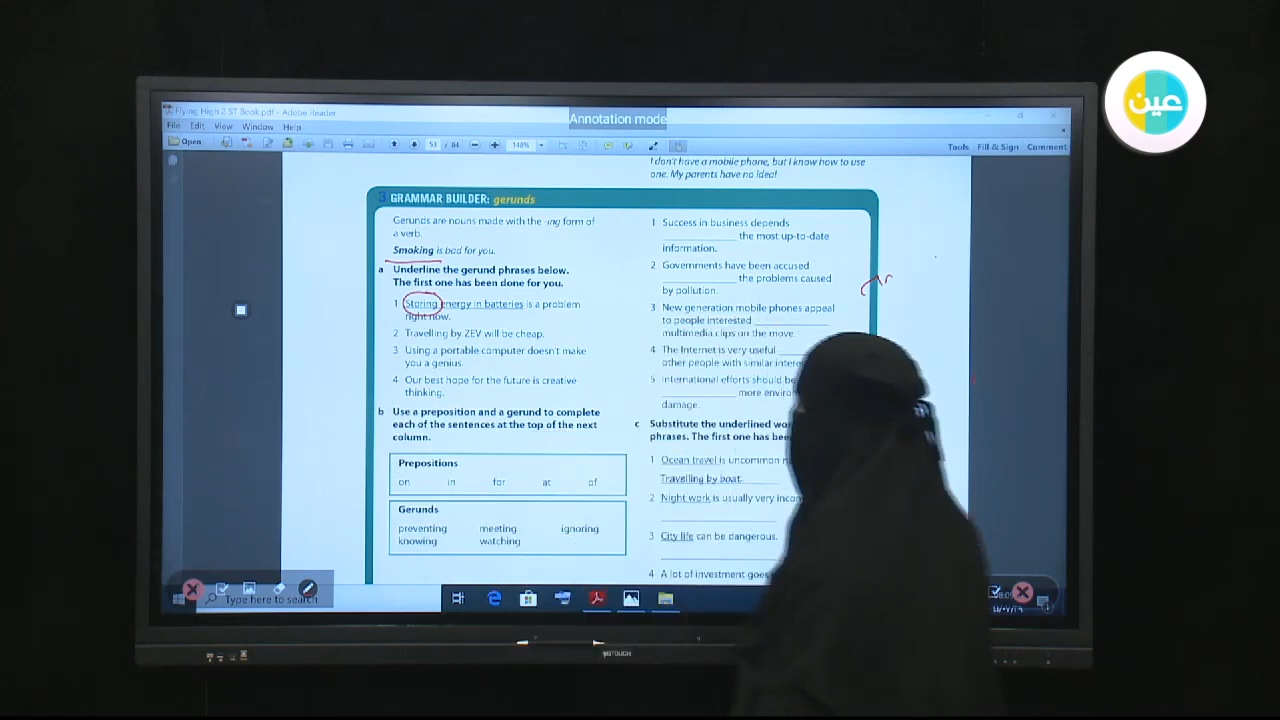 عين
Flying High 2 ST Book.pdf - Adobe Reader
Annotation mode
File Edit View Window Help
Open
53 / 84
148%
Tools Fill & Sign Comment
I don't have a mobile phone, but I know how to use
one. My parents have no idea!
3 GRAMMAR BUILDER: gerunds
Gerunds are nouns made with the -ing form of
a verb.
Smoking is bad for you.
a Underline the gerund phrases below.
The first one has been done for you.
1 Storing energy in batteries is a problem
right now.
2 Travelling by ZEV will be cheap.
3 Using a portable computer doesn't make
you a genius.
4 Our best hope for the future is creative
thinking.
b Use a preposition and a gerund to complete
each of the sentences at the top of the next
column.
Prepositions
on in for at of
Gerunds
preventing meeting ignoring
knowing watching
1 Success in business depends
____________ the most up-to-date
information.
2 Governments have been accused
____________ the problems caused
by pollution.
3 New generation mobile phones appeal
to people interested ____________
multimedia clips on the move.
4 The Internet is very useful
other people with similar
5 International efforts should be
____________ more
damage.
c Substitute the underlined
phrases. The first one has
1 Ocean travel is uncommon
Travelling by boat.
2 Night work is usually very
3 City life can be dangerous.
4 A lot of investment goes
Type here to search